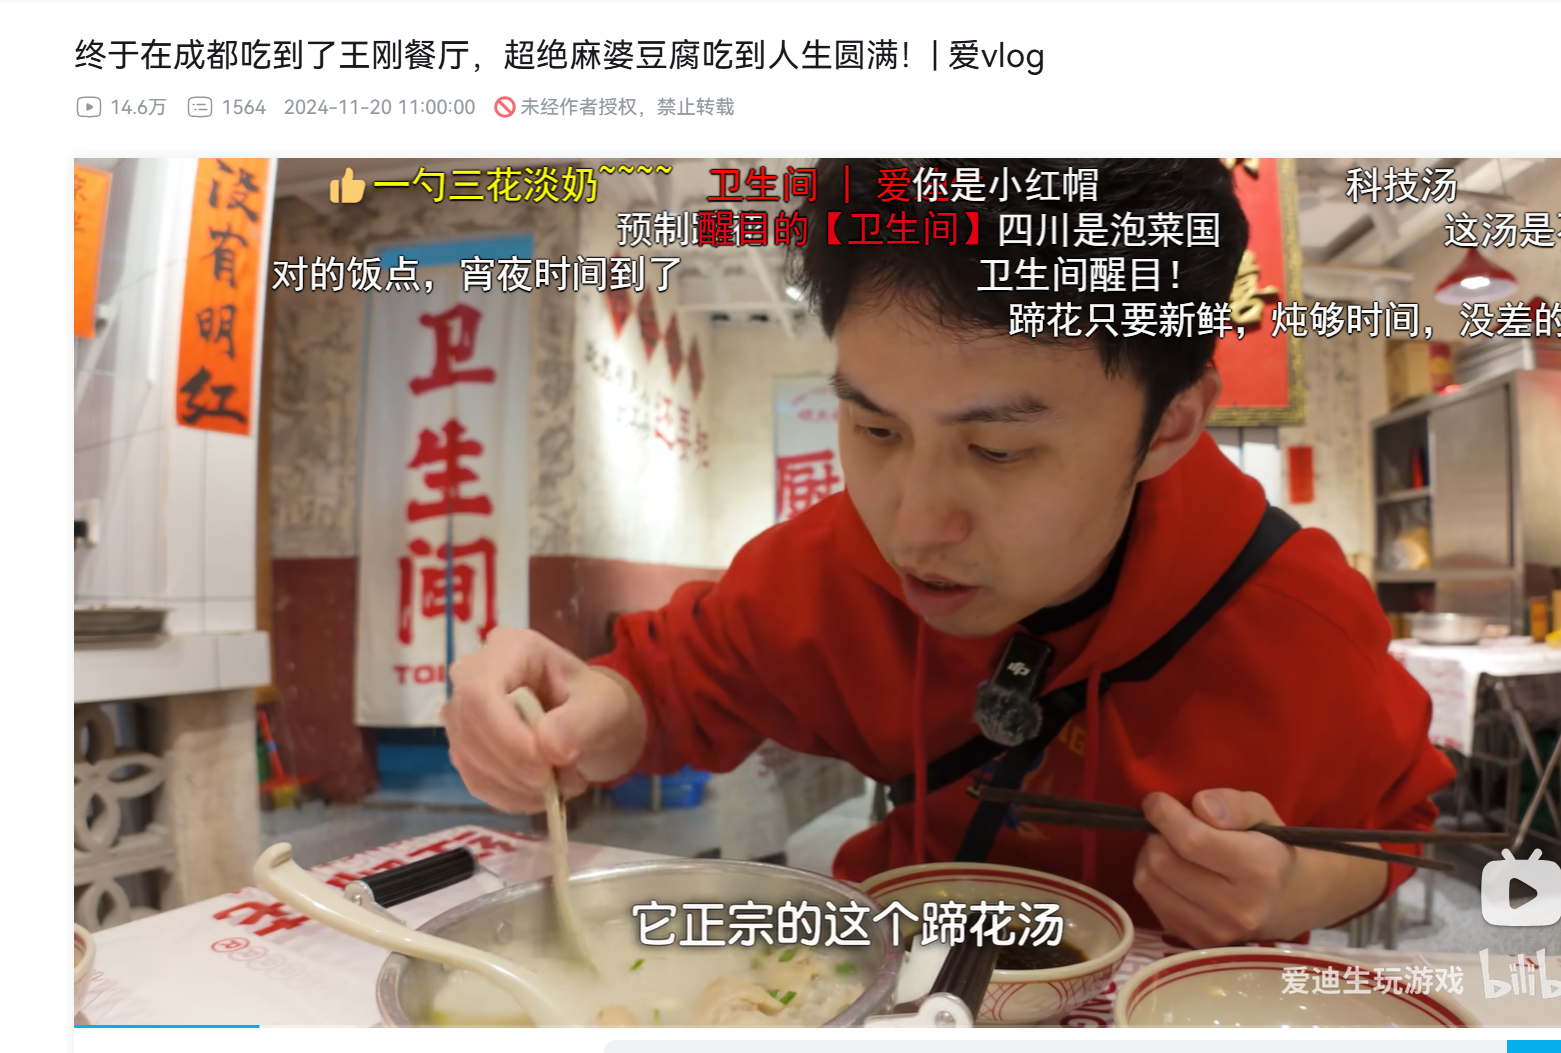 终于在成都吃到了王刚餐厅，超绝麻婆豆腐吃到人生圆满！| 爱vlog
14.6万 1564 2024-11-20 11:00:00 未经作者授权，禁止转载
一勺三花淡奶~~~~
卫生间 | 爱
你是小红帽
科技汤
预制
醒目的【卫生间】
四川是泡菜国
这汤是
对的饭点，宵夜时间到了
卫生间醒目！
蹄花只要新鲜，炖够时间，没差的
没有明红
卫生间
TOI
厨
喜
它正宗的这个蹄花汤
爱迪生玩游戏
bilib